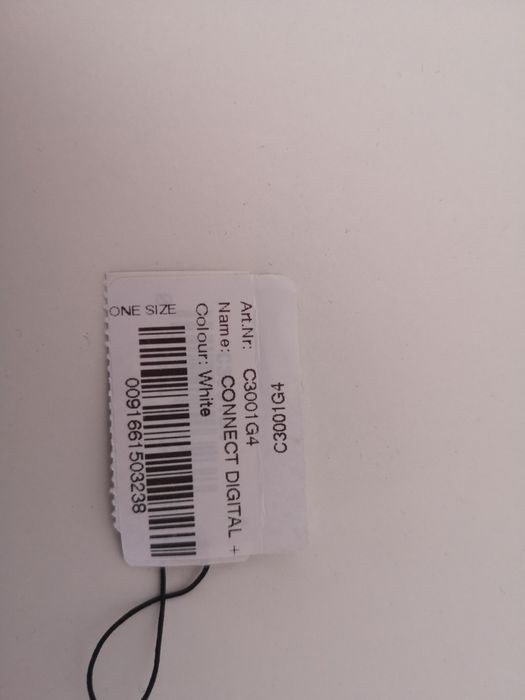 C3001G4
Art.Nr: C3001G4
Name: CONNECT DIGITAL +
Colour: White
ONE SIZE
0091661503238